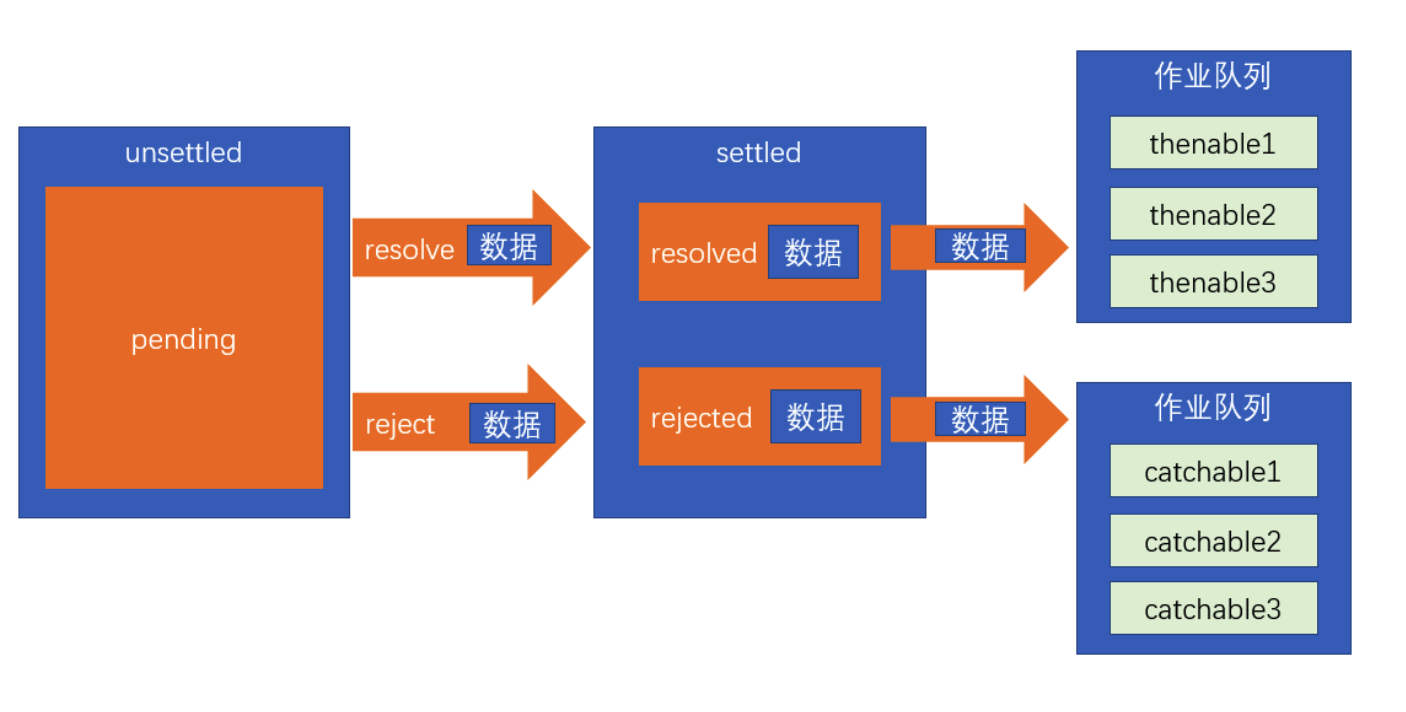 unsettled
pending
resolve 数据
reject 数据
settled
resolved 数据
rejected 数据
数据
数据
作业队列
thenable1
thenable2
thenable3
作业队列
catchable1
catchable2
catchable3